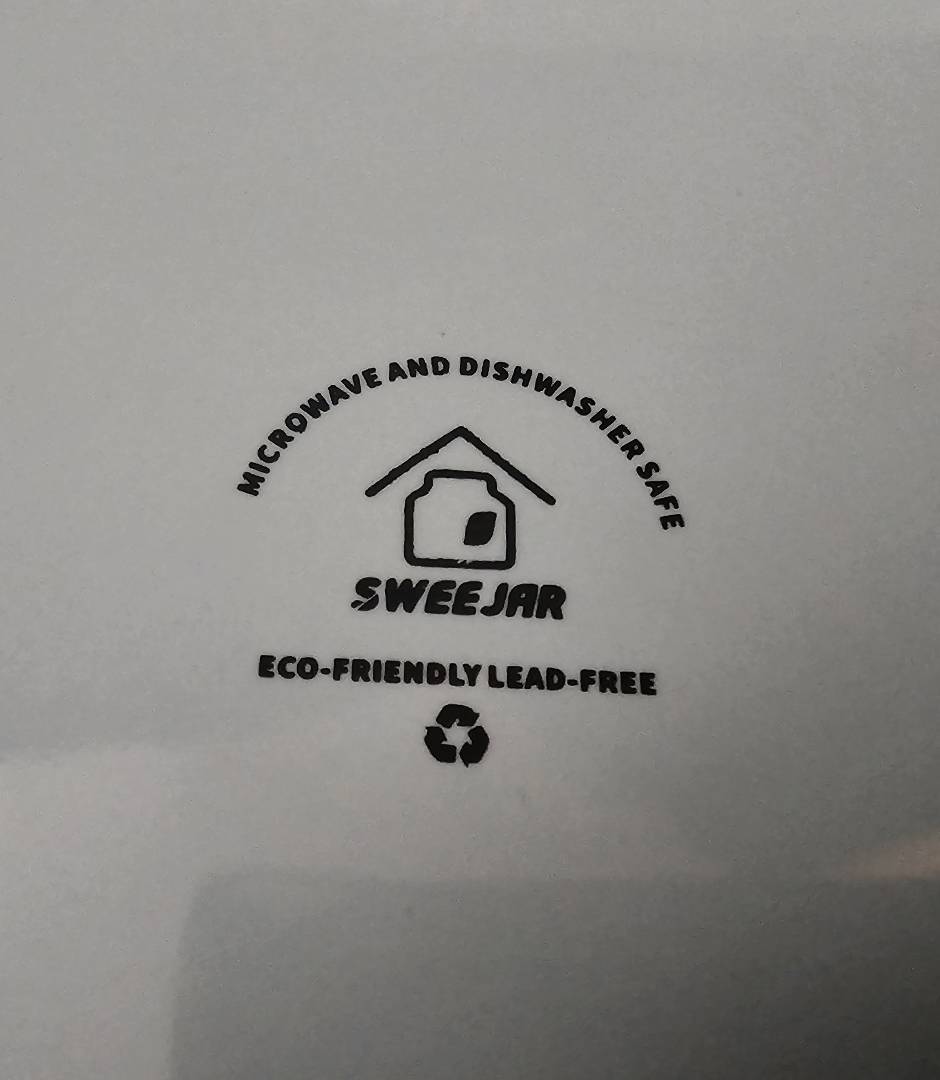 MICROWAVE AND DISHWASHER SAFE
SWEEJAR
ECO-FRIENDLY LEAD-FREE